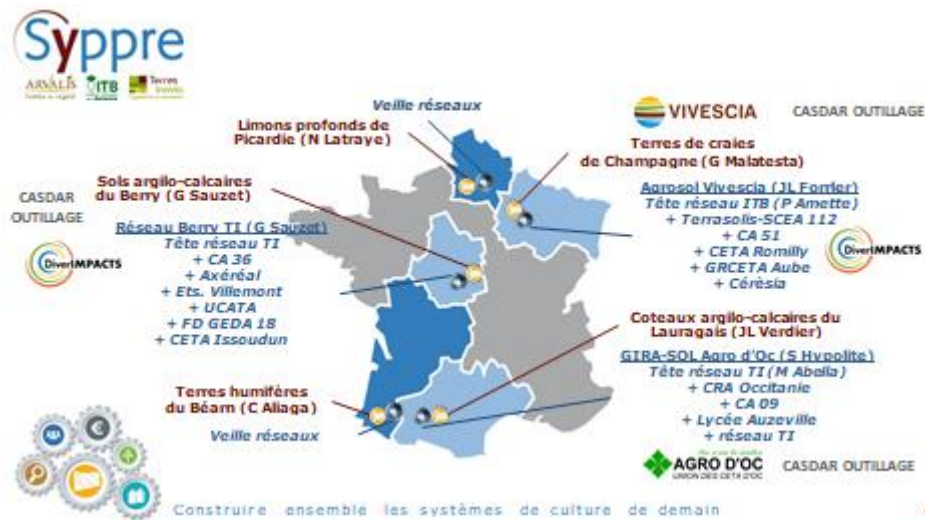 Syppre
ARVALIS
ITB
Terres
Inovia
Veille réseaux
Limons profonds de
Picardie (N Latraye)
VIVESCIA
CASDAR OUTILLAGE
Terres de craies
de Champagne (G Malatesta)
Sols argilo-calcaires
du Berry (G Sauzet)
CASDAR
OUTILLAGE
DiverIMPACTS
Réseau Berry TI (G Sauzet)
Tête réseau TI
+ CA 36
+ Axéréal
+ Ets. Villemont
+ UCATA
+ FD GEDA 18
+ CETA Issoudun
Agrosol Vivescia (JL Forrler)
Tête réseau ITB (P Amette)
+ Terrasolis-SCEA 112
+ CA 51
+ CETA Romilly
+ GRCETA Aube
+ Cérèsia
DiverIMPACTS
Coteaux argilo-calcaires du
Lauragais (JL Verdier)
GIRA-SOL Agro d'Oc (S Hypolite)
Tête réseau TI (M Abella)
+ CRA Occitanie
+ CA 09
+ Lycée Auzeville
+ réseau TI
Terres humifères
du Béarn (C Aliaga)
Veille réseaux
AGRO D'OC
UNION DES CETA D'OC
CASDAR OUTILLAGE
Construire ensemble les systèmes de culture de demain